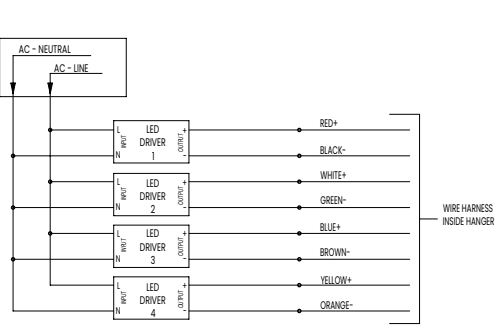 AC - NEUTRAL
AC - LINE
L INPUT N
LED DRIVER 1
+ OUTPUT -
RED+
BLACK-
L INPUT N
LED DRIVER 2
+ OUTPUT -
WHITE+
GREEN-
L INPUT N
LED DRIVER 3
+ OUTPUT -
BLUE+
BROWN-
L INPUT N
LED DRIVER 4
+ OUTPUT -
YELLOW+
ORANGE-
WIRE HARNESS
INSIDE HANGER